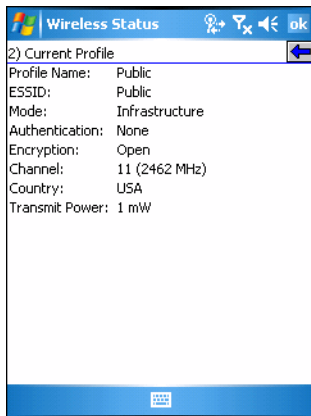 Wireless Status ok
2) Current Profile
Profile Name: Public
ESSID: Public
Mode: Infrastructure
Authentication: None
Encryption: Open
Channel: 11 (2462 MHz)
Country: USA
Transmit Power: 1 mW